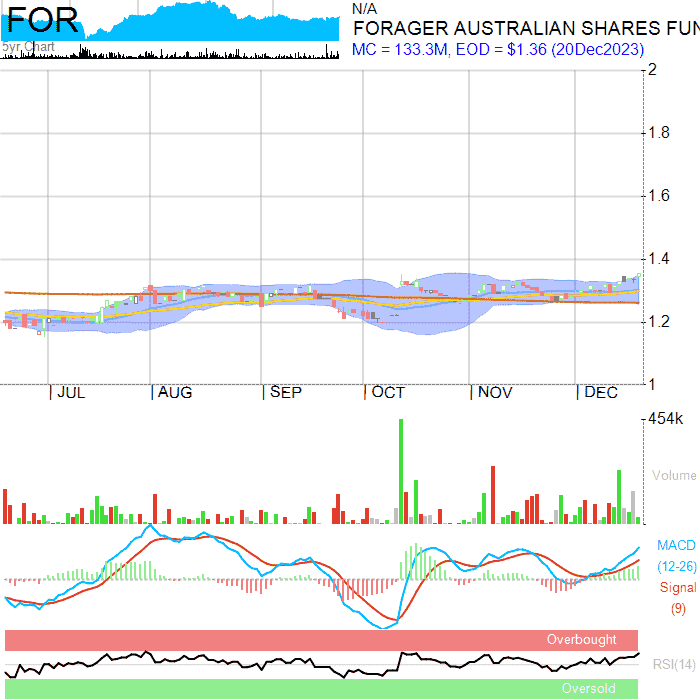 FOR
5yr Chart
N/A
FORAGER AUSTRALIAN SHARES FUN
MC = 133.3M, EOD = $1.36 (20Dec2023)
2
1.8
1.6
1.4
1.2
1
JUL AUG SEP OCT NOV DEC
454k
Volume
MACD
(12-26)
Signal
(9)
Overbought
RSI(14)
Oversold